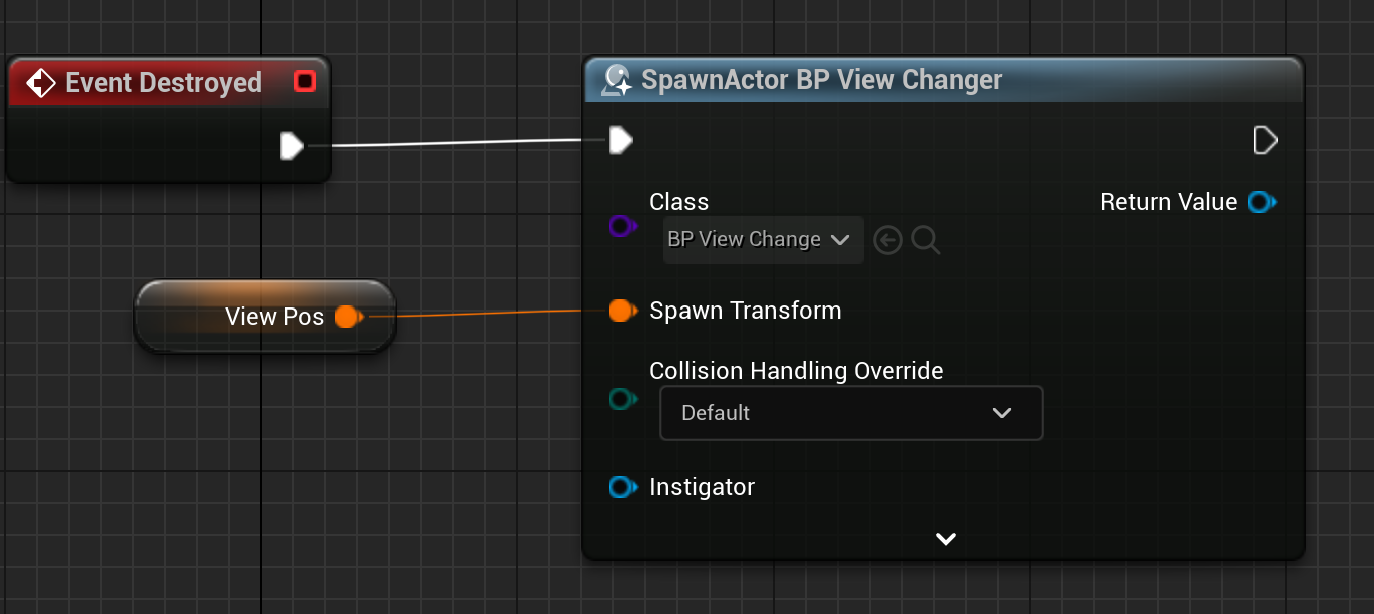 Event Destroyed
SpawnActor BP View Changer
Class
BP View Change
Return Value
View Pos
Spawn Transform
Collision Handling Override
Default
Instigator